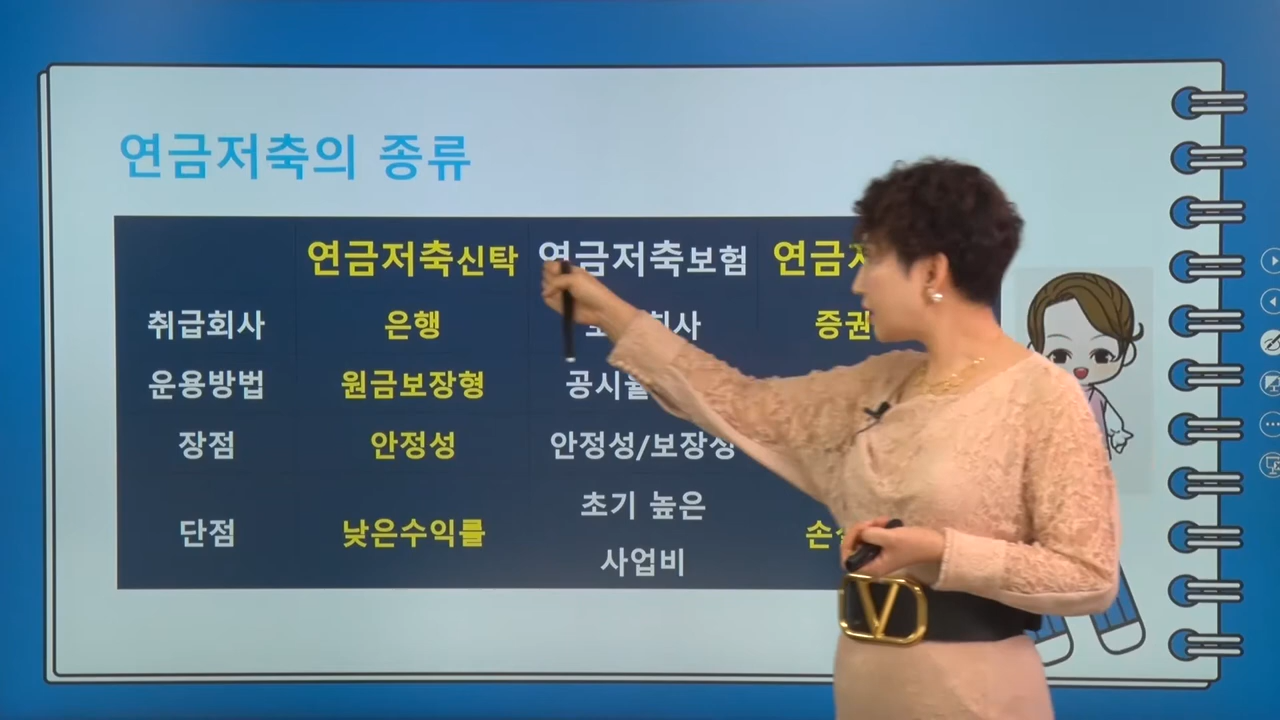 연금저축의 종류
연금저축신탁 연금저축보험
취급회사 은행
운용방법 원금보장형
장점 안정성 안정성/보장성
초기 높은
단점 낮은수익률
사업비